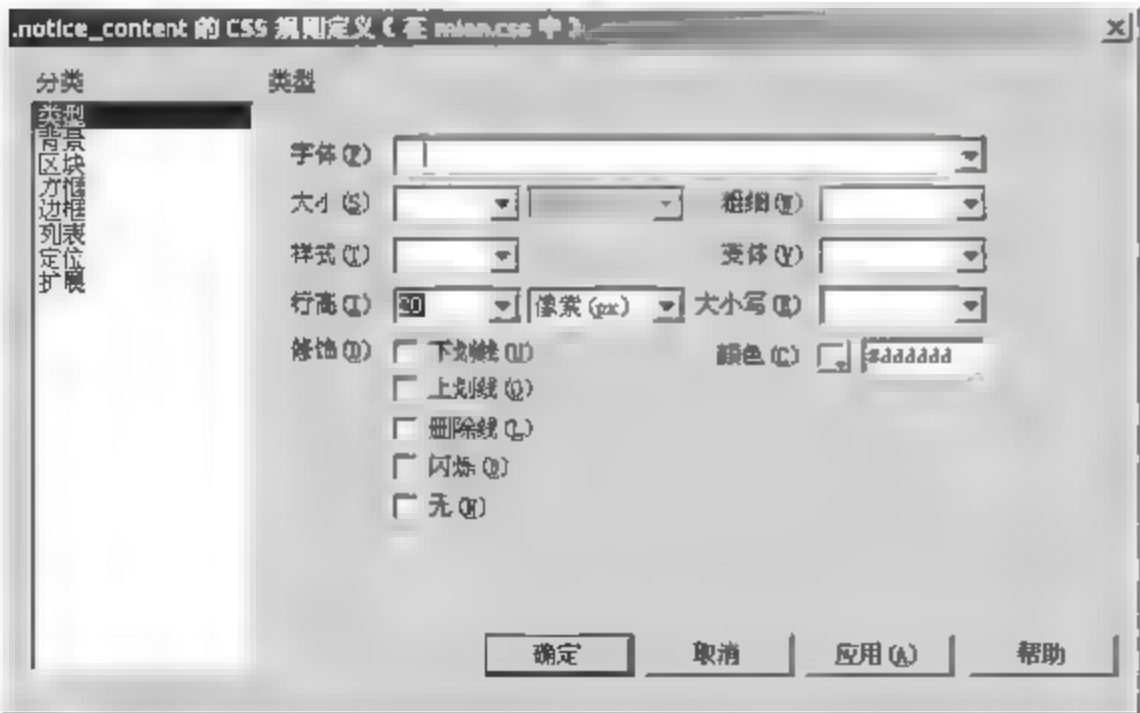 .notice_content 的 CSS 规则定义（在 mian.css 中）
分类
类型
类型
背景
区块
方框
边框
列表
定位
扩展
字体(F)
大小(S)
粗细(W)
样式(T)
变体(V)
行高(I)
像素(px)
大小写(R)
修饰(D)
下划线(U)
颜色(C)
#dddddd
上划线(O)
删除线(L)
闪烁(B)
无(N)
确定
取消
应用(A)
帮助